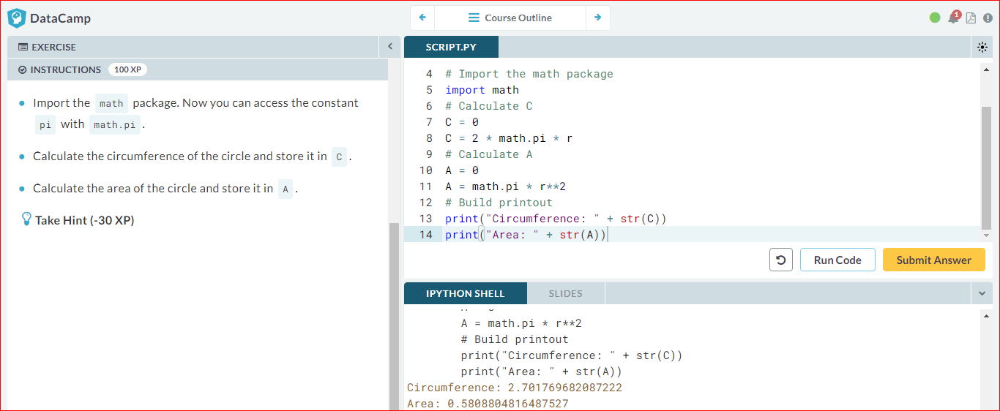 DataCamp
Course Outline
1
EXERCISE
INSTRUCTIONS 100 XP
Import the math package. Now you can access the constant
pi with math.pi .
Calculate the circumference of the circle and store it in C .
Calculate the area of the circle and store it in A .
Take Hint (-30 XP)
SCRIPT.PY
4 # Import the math package
5 import math
6 # Calculate C
7 C = 0
8 C = 2 * math.pi * r
9 # Calculate A
10 A = 0
11 A = math.pi * r**2
12 # Build printout
13 print("Circumference: " + str(C))
14 print("Area: " + str(A))
Run Code
Submit Answer
IPYTHON SHELL
SLIDES
A = math.pi * r**2
# Build printout
print("Circumference: " + str(C))
print("Area: " + str(A))
Circumference: 2.701769682087222
Area: 0.5808804816487527